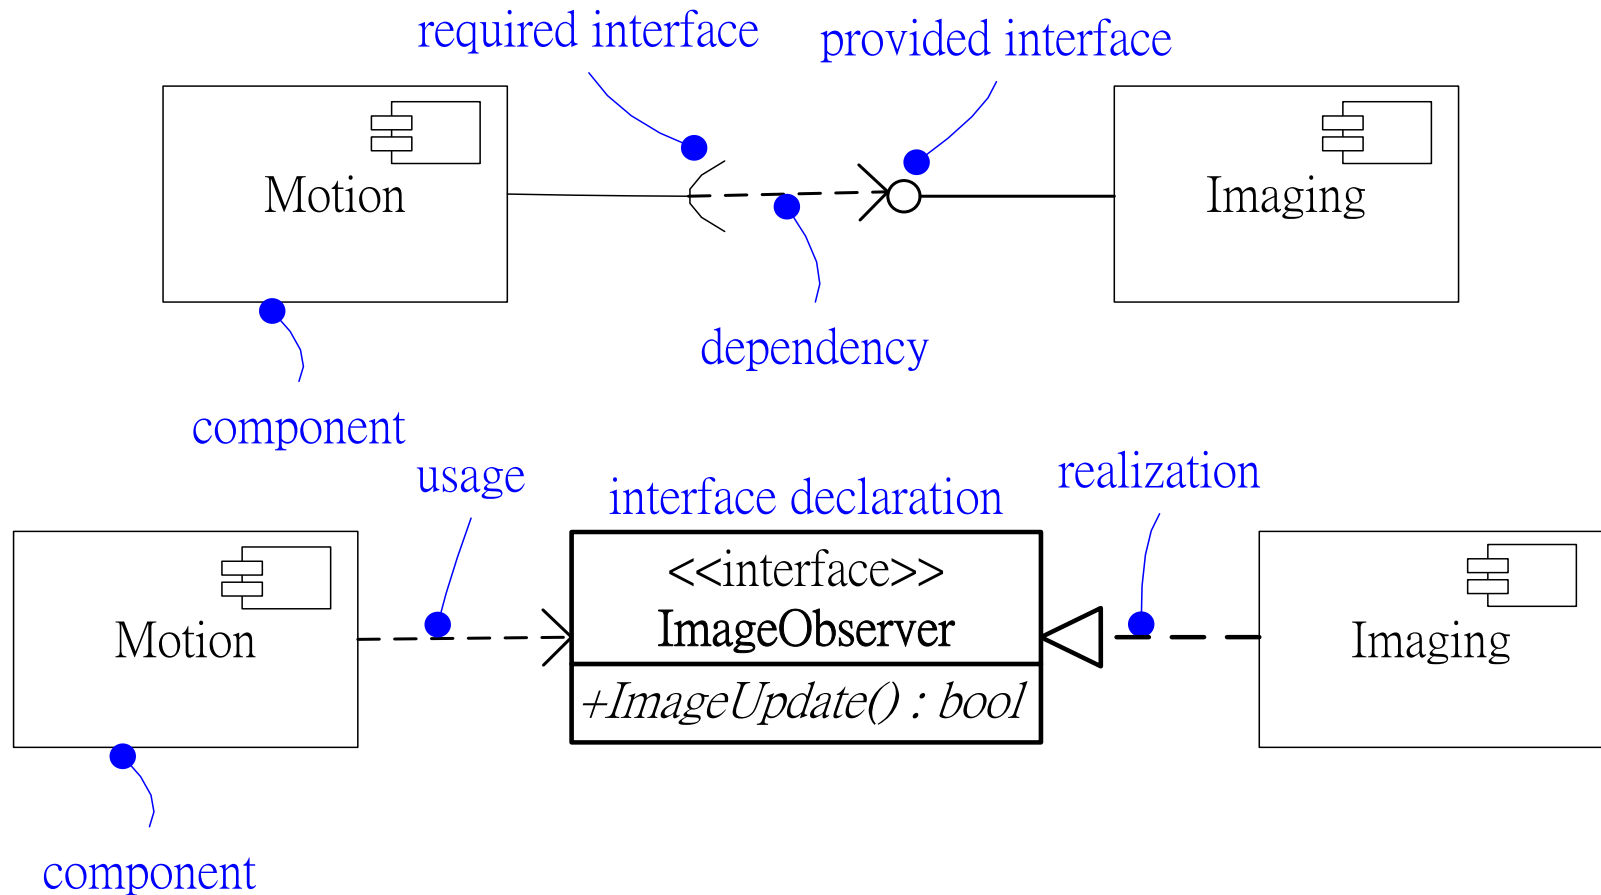 required interface
provided interface
Motion
Imaging
dependency
component
usage
interface declaration
realization
<<interface>>
ImageObserver
Motion
Imaging
+ImageUpdate() : bool
component